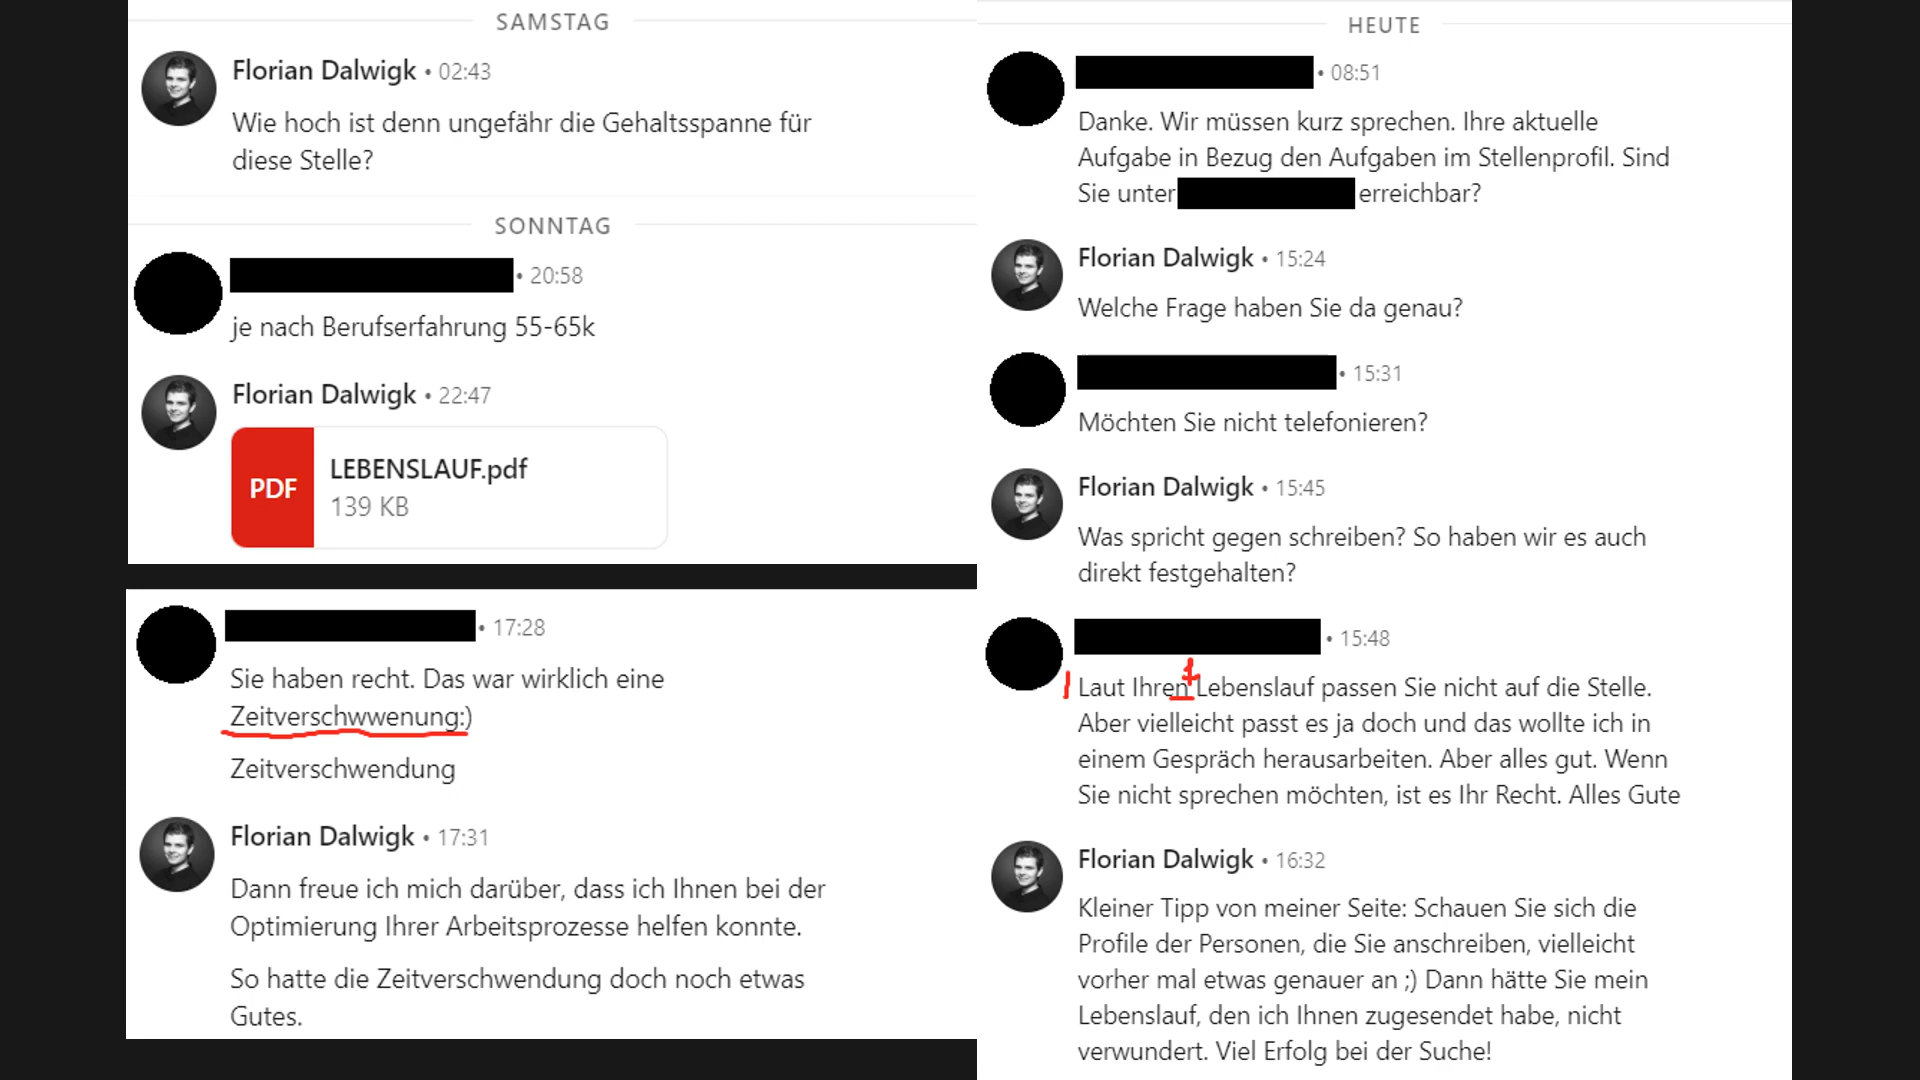 SAMSTAG
Florian Dalwigk • 02:43
Wie hoch ist denn ungefähr die Gehaltsspanne für
diese Stelle?
SONNTAG
• 20:58
je nach Berufserfahrung 55-65k
Florian Dalwigk • 22:47
PDF
LEBENSLAUF.pdf
139 KB
HEUTE
• 08:51
Danke. Wir müssen kurz sprechen. Ihre aktuelle
Aufgabe in Bezug den Aufgaben im Stellenprofil. Sind
Sie unter erreichbar?
Florian Dalwigk • 15:24
Welche Frage haben Sie da genau?
• 15:31
Möchten Sie nicht telefonieren?
Florian Dalwigk • 15:45
Was spricht gegen schreiben? So haben wir es auch
direkt festgehalten?
• 15:48
Laut Ihren Lebenslauf passen Sie nicht auf die Stelle.
Aber vielleicht passt es ja doch und das wollte ich in
einem Gespräch herausarbeiten. Aber alles gut. Wenn
Sie nicht sprechen möchten, ist es Ihr Recht. Alles Gute
Florian Dalwigk • 16:32
Kleiner Tipp von meiner Seite: Schauen Sie sich die
Profile der Personen, die Sie anschreiben, vielleicht
vorher mal etwas genauer an ;) Dann hätte Sie mein
Lebenslauf, den ich Ihnen zugesendet habe, nicht
verwundert. Viel Erfolg bei der Suche!
• 17:28
Sie haben recht. Das war wirklich eine
Zeitverschwwenung:)
Zeitverschwendung
Florian Dalwigk • 17:31
Dann freue ich mich darüber, dass ich Ihnen bei der
Optimierung Ihrer Arbeitsprozesse helfen konnte.
So hatte die Zeitverschwendung doch noch etwas
Gutes.